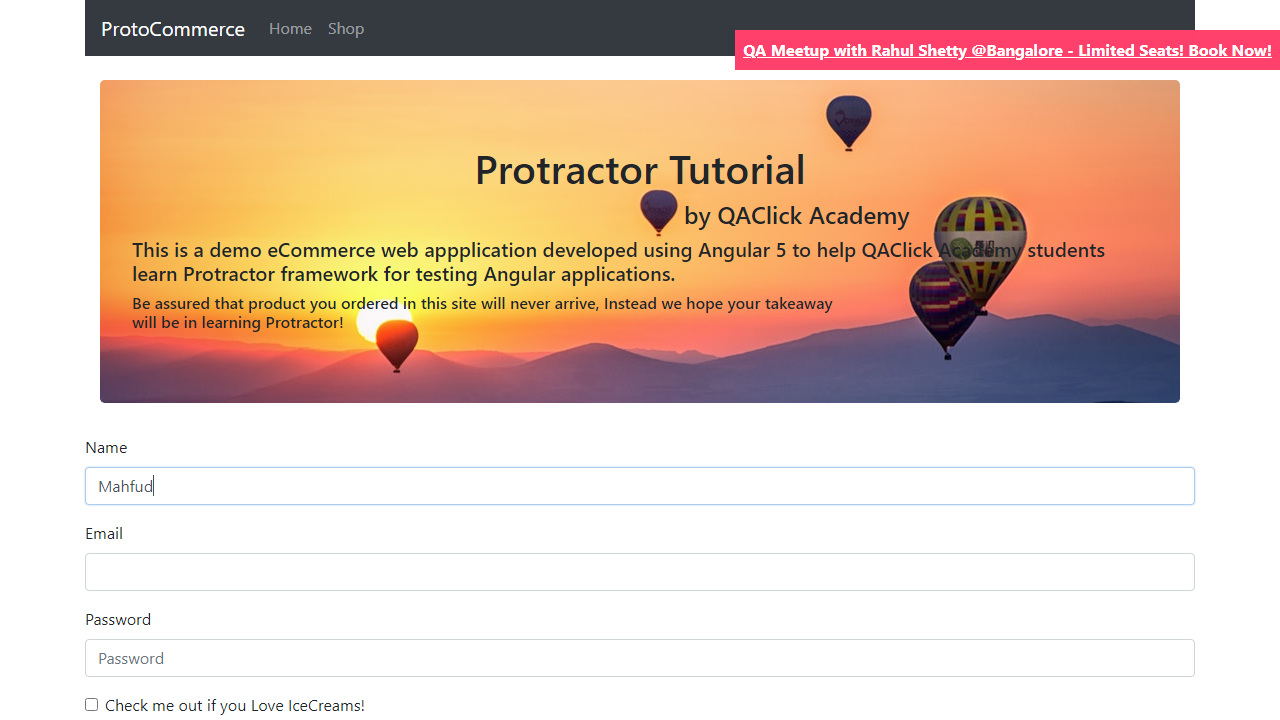 ProtoCommerce Home Shop
QA Meetup with Rahul Shetty @Bangalore - Limited Seats! Book Now!
Protractor Tutorial
by QAClick Academy
This is a demo eCommerce web appplication developed using Angular 5 to help QAClick Academy students
learn Protractor framework for testing Angular applications.
Be assured that product you ordered in this site will never arrive, Instead we hope your takeaway
will be in learning Protractor!
Name
Mahfud
Email
Password
Password
Check me out if you Love IceCreams!